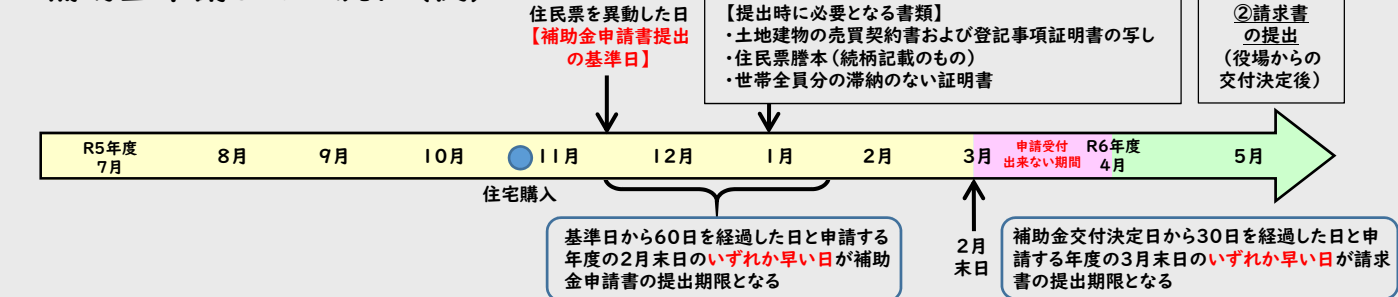 住民票を異動した日
【補助金申請書提出
の基準日】
【提出時に必要となる書類】
・土地建物の売買契約書および登記事項証明書の写し
・住民票謄本（続柄記載のもの）
・世帯全員分の滞納のない証明書
②請求書
の提出
（役場からの
交付決定後）
R5年度
7月
8月
9月
10月
11月
12月
1月
2月
3月
申請受付
出来ない期間
R6年度
4月
5月
住宅購入
基準日から60日を経過した日と申請する
年度の2月末日のいずれか早い日が補助
金申請書の提出期限となる
2月
末日
補助金交付決定日から30日を経過した日と申
請する年度の3月末日のいずれか早い日が請求
書の提出期限となる